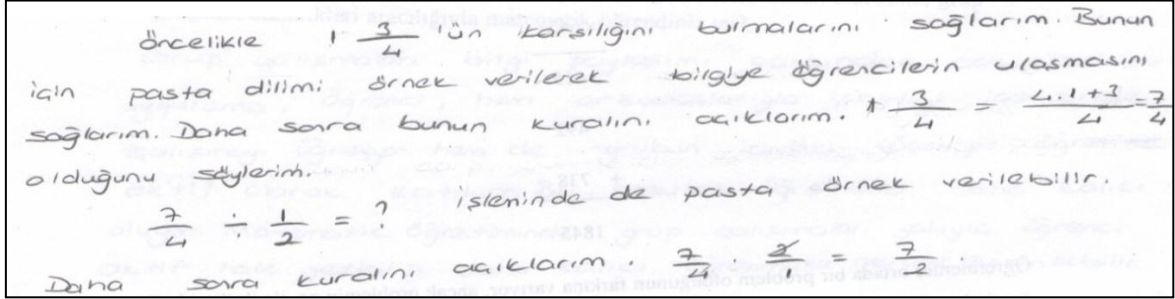 öncelikle 1 3/4 'ün karşılığını bulmalarını sağlarım. Bunun
için pasta dilimi örnek verilerek bilgiye öğrencilerin ulaşmasını
sağlarım. Daha sonra bunun kuralını açıklarım. 1 3/4 = 4.1+3/4 = 7/4
olduğunu söylerim.
7/4 ÷ 1/2 = ? işleminde de pasta örnek verilebilir.
Daha sonra kuralını açıklarım. 7/4 . 2/1 = 7/2.